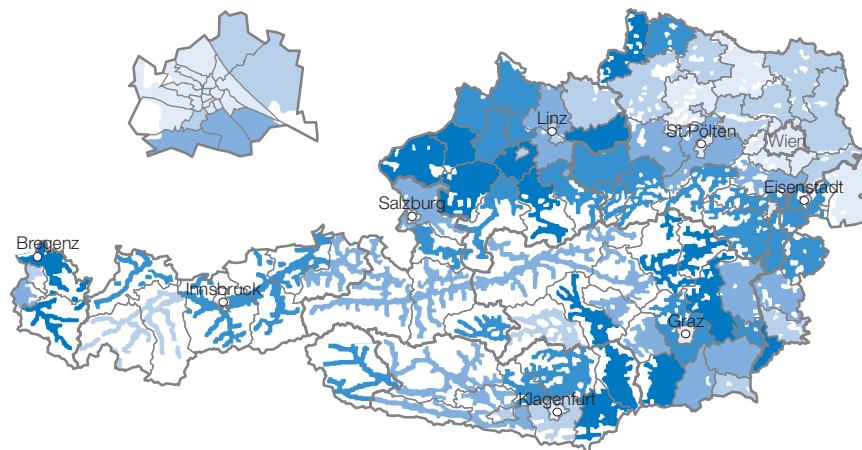 Linz
St.Pölten
Wien
Eisenstadt
Salzburg
Bregenz
Innsbruck
Graz
Klagenfurt